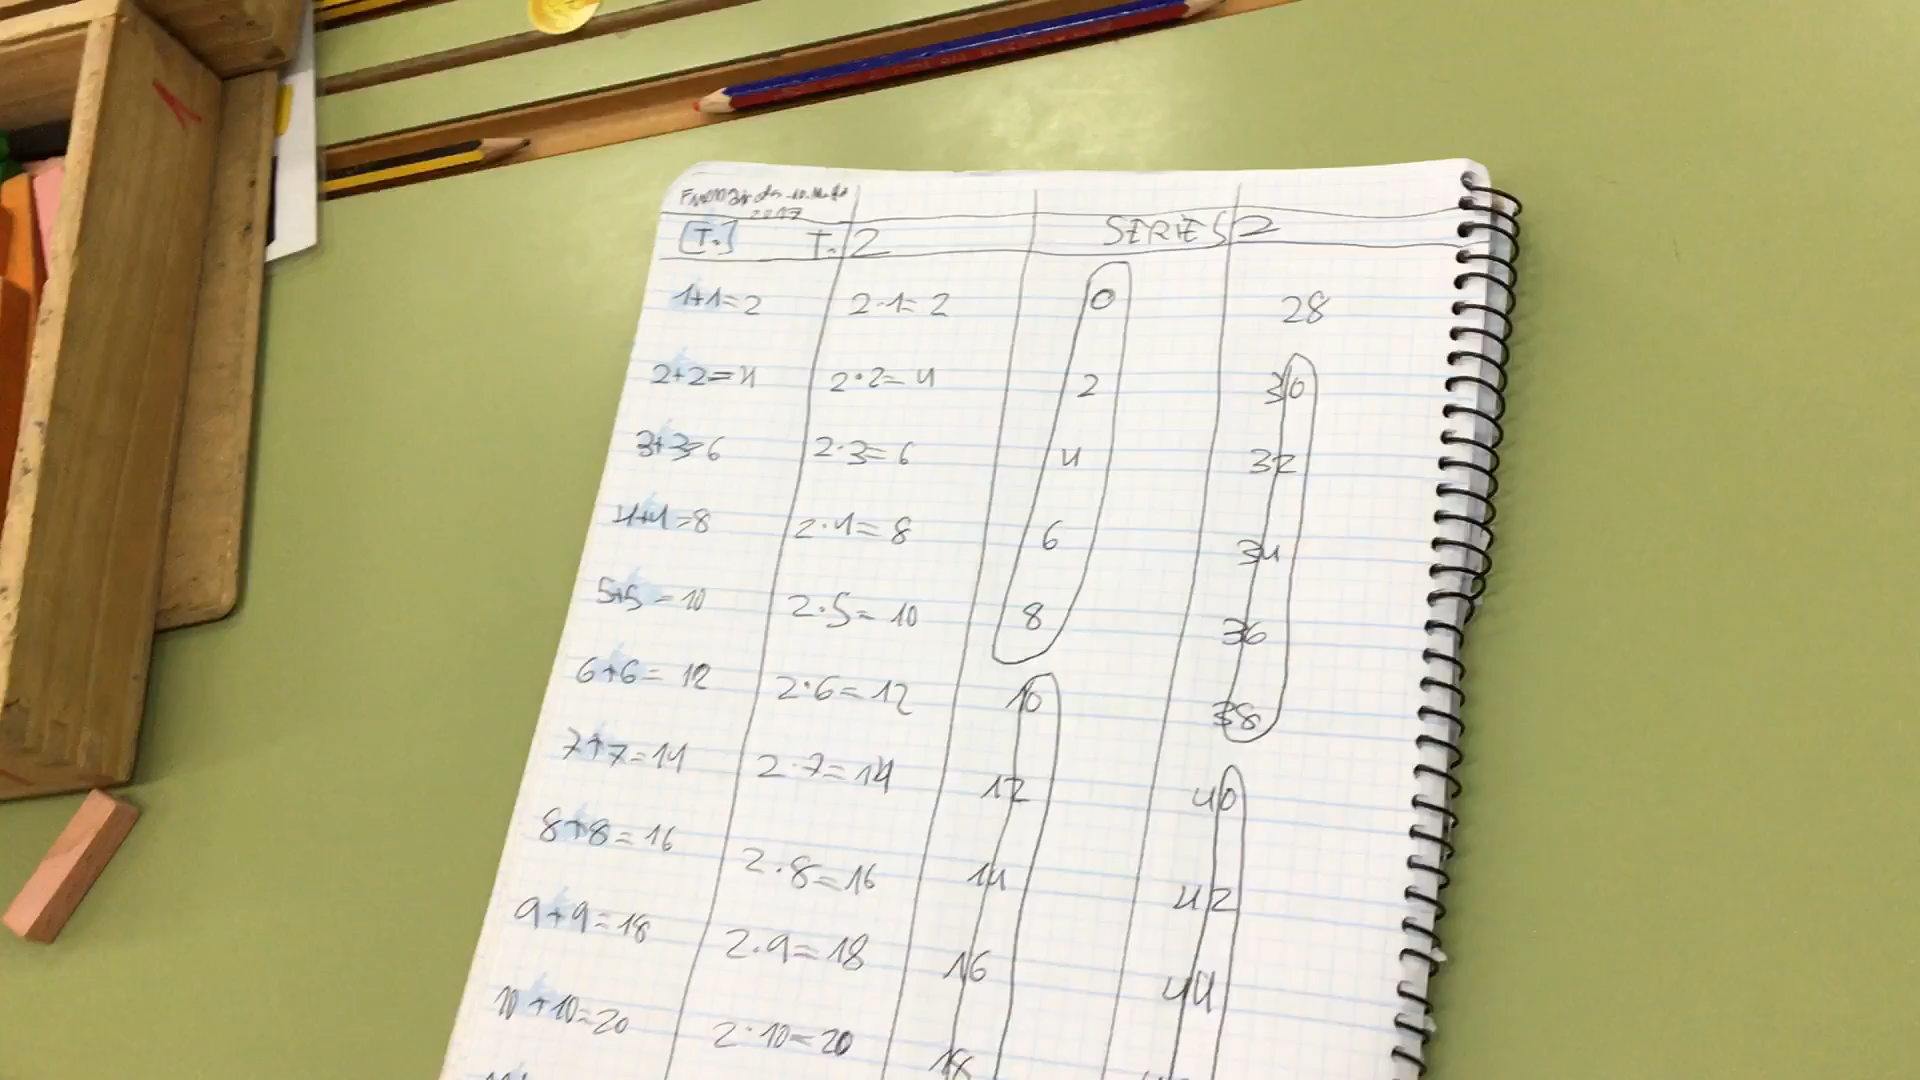 2017
[T.] T. 2 SERIES 2
1+1=2 2·1=2 0 28
2+2=4 2·2=4 2 30
3+3=6 2·3=6 4 32
4+4=8 2·4=8 6 34
5+5=10 2·5=10 8 36
6+6=12 2·6=12 10 38
7+7=14 2·7=14 12 40
8+8=16 2·8=16 14 42
9+9=18 2·9=18 16 44
10+10=20 2·10=20 18